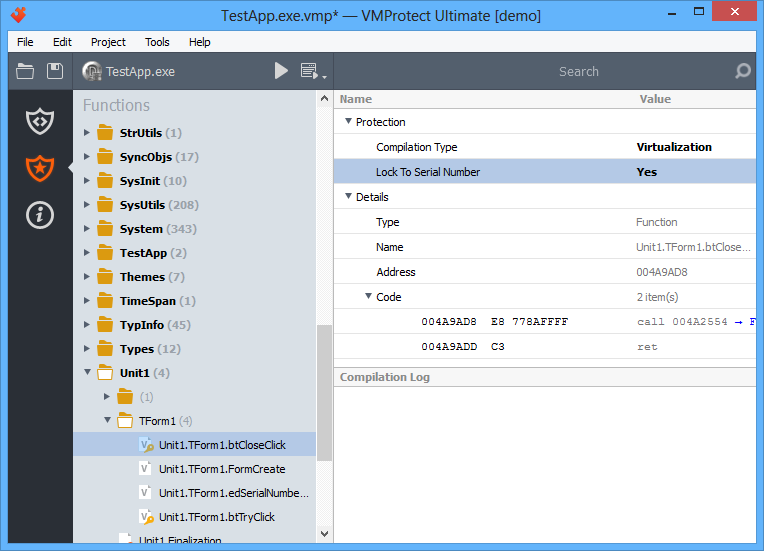 TestApp.exe.vmp* — VMProtect Ultimate [demo]
File Edit Project Tools Help
TestApp.exe
Search
Functions
StrUtils (1)
SyncObjs (17)
SysInit (10)
SysUtils (208)
System (343)
TestApp (2)
Themes (7)
TimeSpan (1)
TypInfo (45)
Types (12)
Unit1 (4)
(1)
TForm1 (4)
Unit1.TForm1.btCloseClick
Unit1.TForm1.FormCreate
Unit1.TForm1.edSerialNumbe...
Unit1.TForm1.btTryClick
Unit1.Finalization
Name Value
Protection
Compilation Type Virtualization
Lock To Serial Number Yes
Details
Type Function
Name Unit1.TForm1.btClose...
Address 004A9AD8
Code 2 item(s)
004A9AD8 E8 778AFFFF call 004A2554 → F
004A9ADD C3 ret
Compilation Log